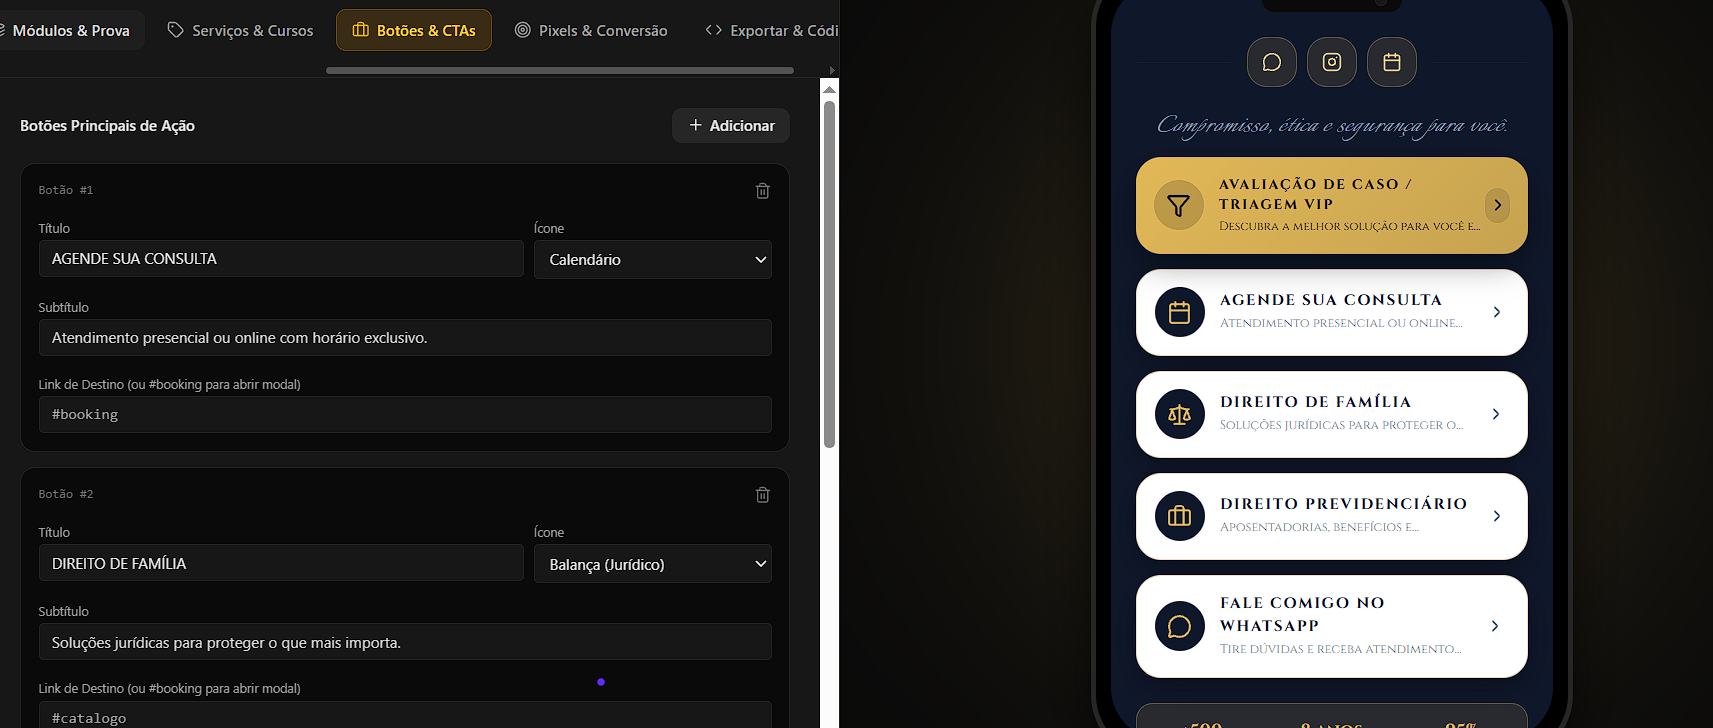 Módulos & Prova
Serviços & Cursos
Botões & CTAs
Pixels & Conversão
Exportar & Códi
Botões Principais de Ação
+ Adicionar
Botão #1
Título
Ícone
AGENDE SUA CONSULTA
Calendário
Subtítulo
Atendimento presencial ou online com horário exclusivo.
Link de Destino (ou #booking para abrir modal)
#booking
Botão #2
Título
Ícone
DIREITO DE FAMÍLIA
Balança (Jurídico)
Subtítulo
Soluções jurídicas para proteger o que mais importa.
Link de Destino (ou #booking para abrir modal)
#catalogo
Compromisso, ética e segurança para você.
AVALIAÇÃO DE CASO /
TRIAGEM VIP
DESCUBRA A MELHOR SOLUÇÃO PARA VOCÊ E...
AGENDE SUA CONSULTA
ATENDIMENTO PRESENCIAL OU ONLINE...
DIREITO DE FAMÍLIA
SOLUÇÕES JURÍDICAS PARA PROTEGER O...
DIREITO PREVIDENCIÁRIO
APOSENTADORIAS, BENEFÍCIOS E...
FALE COMIGO NO
WHATSAPP
TIRE DÚVIDAS E RECEBA ATENDIMENTO...
+500
8 ANOS
95%